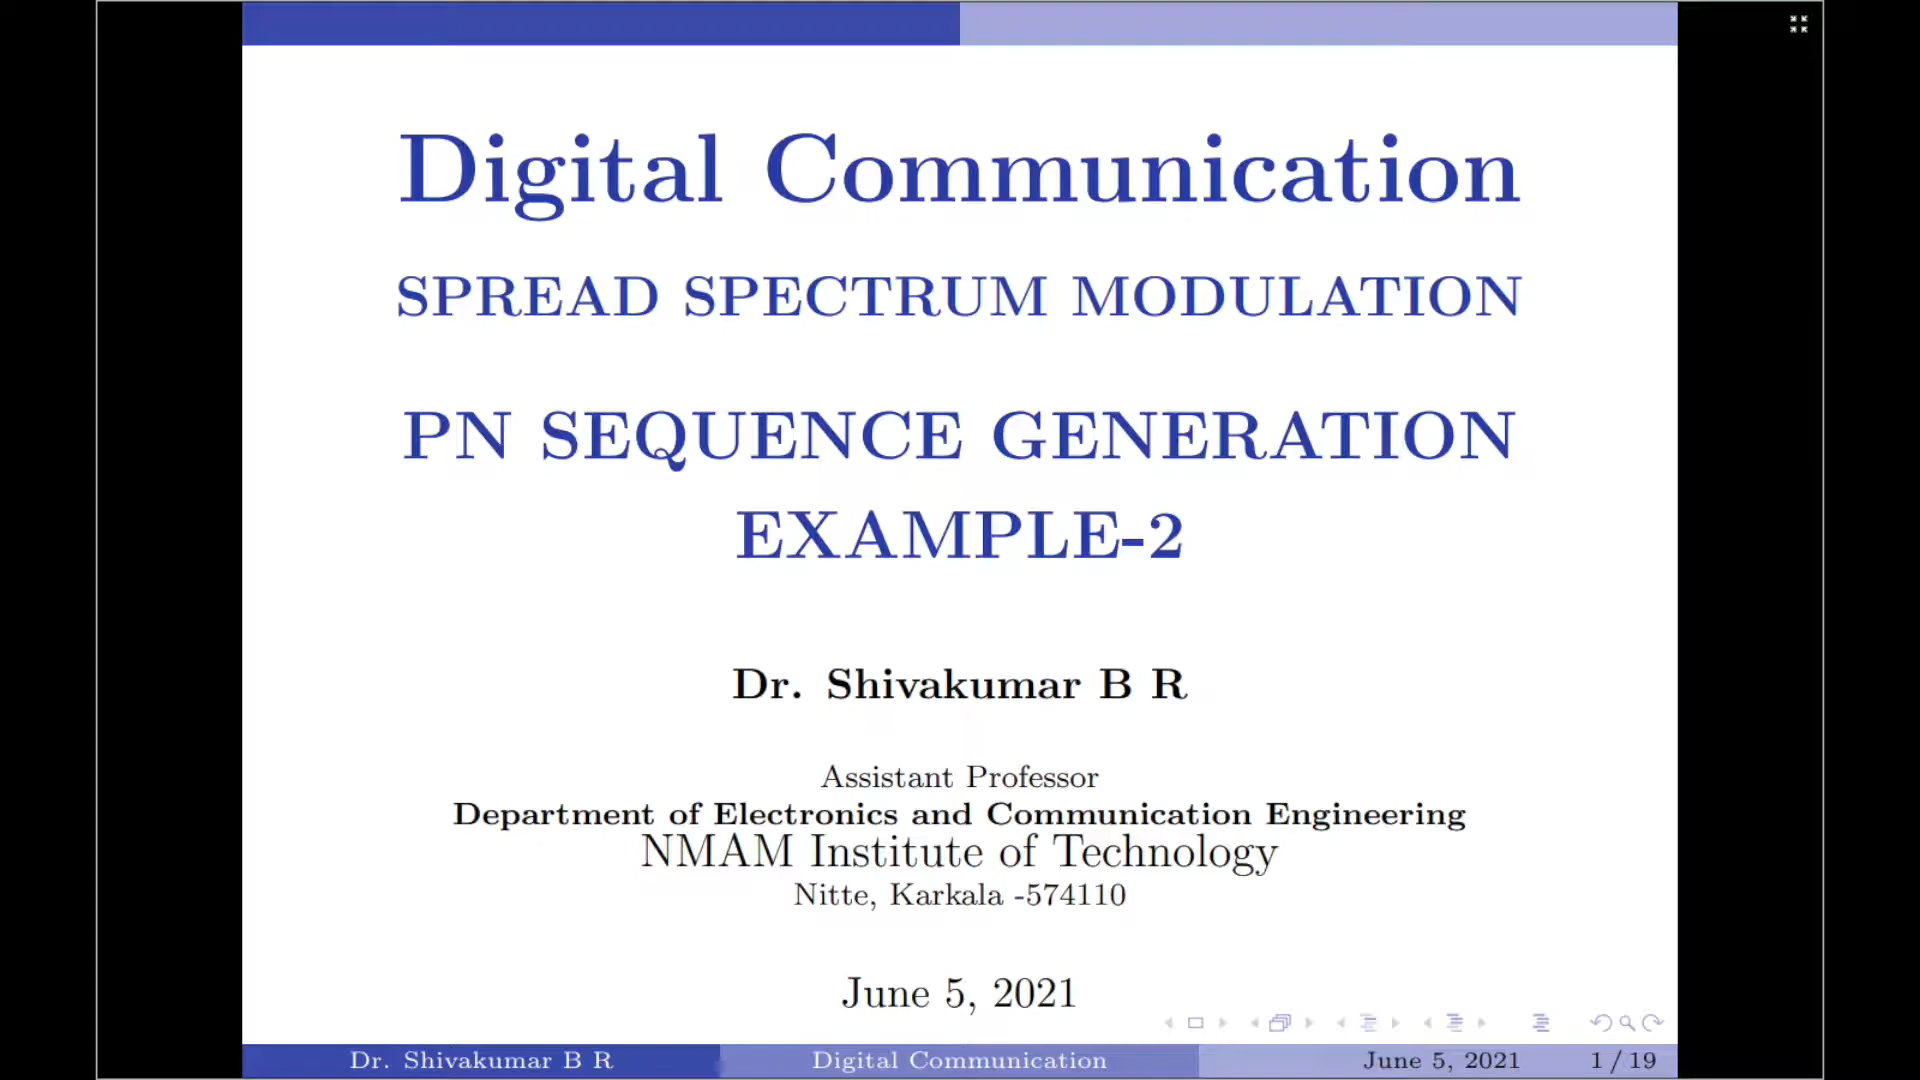 Digital Communication
SPREAD SPECTRUM MODULATION
PN SEQUENCE GENERATION
EXAMPLE-2
Dr. Shivakumar B R
Assistant Professor
Department of Electronics and Communication Engineering
NMAM Institute of Technology
Nitte, Karkala -574110
June 5, 2021
Dr. Shivakumar B R Digital Communication June 5, 2021 1 / 19